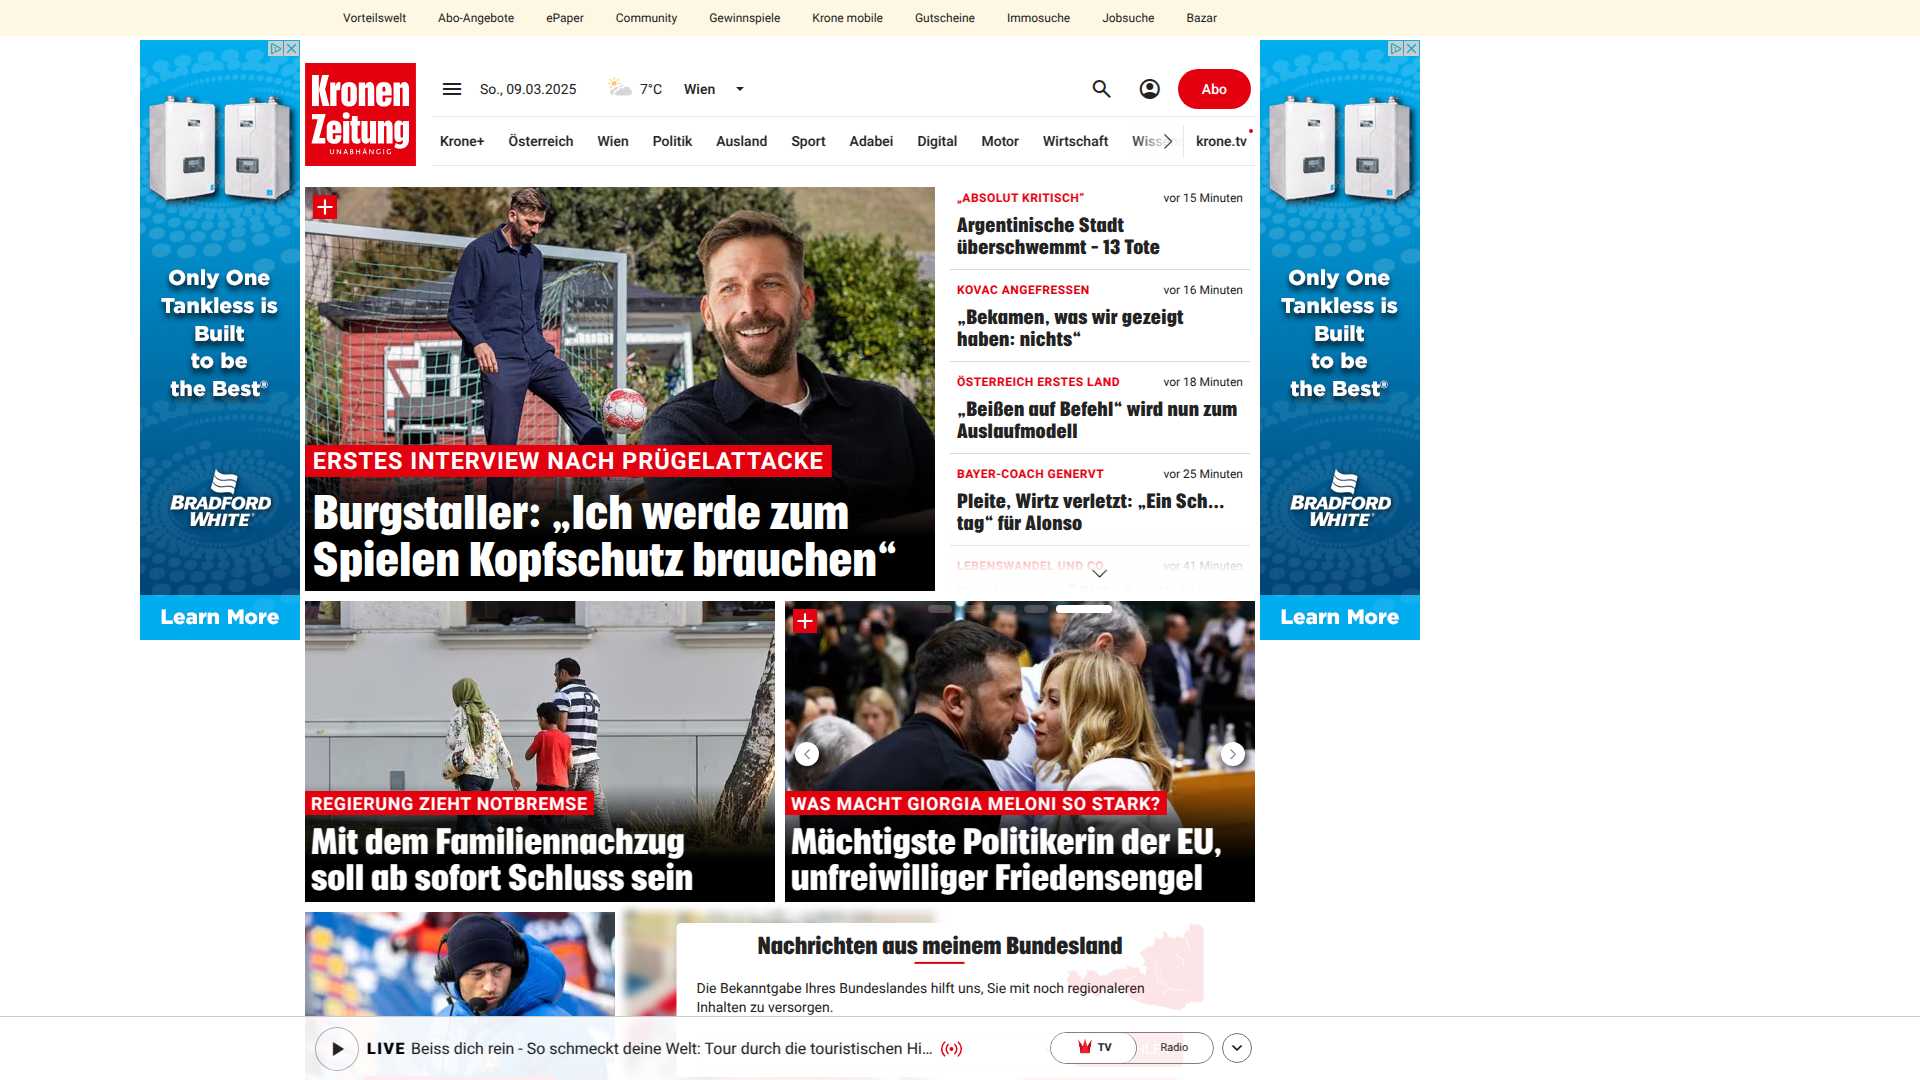 Vorteilswelt
Abo-Angebote
ePaper
Community
Gewinnspiele
Krone mobile
Gutscheine
Immosuche
Jobsuche
Bazar
Only One
Tankless is
Built
to be
the Best®
BRADFORD
WHITE
Learn More
Kronen
Zeitung
UNABHÄNGIG
So., 09.03.2025
7°C
Wien
Abo
Krone+
Österreich
Wien
Politik
Ausland
Sport
Adabei
Digital
Motor
Wirtschaft
Wiss
krone.tv
ERSTES INTERVIEW NACH PRÜGELATTACKE
Burgstaller: „Ich werde zum
Spielen Kopfschutz brauchen“
„ABSOLUT KRITISCH“
vor 15 Minuten
Argentinische Stadt
überschwemmt – 13 Tote
KOVAC ANGEFRESSEN
vor 16 Minuten
„Bekamen, was wir gezeigt
haben: nichts“
ÖSTERREICH ERSTES LAND
vor 18 Minuten
„Beißen auf Befehl“ wird nun zum
Auslaufmodell
BAYER-COACH GENERVT
vor 25 Minuten
Pleite, Wirtz verletzt: „Ein Sch...
tag“ für Alonso
LEBENSWANDEL UND CO.
vor 41 Minuten
Only One
Tankless is
Built
to be
the Best®
BRADFORD
WHITE
Learn More
REGIERUNG ZIEHT NOTBREMSE
Mit dem Familiennachzug
soll ab sofort Schluss sein
WAS MACHT GIORGIA MELONI SO STARK?
Mächtigste Politikerin der EU,
unfreiwilliger Friedensengel
Nachrichten aus meinem Bundesland
Die Bekanntgabe Ihres Bundeslandes hilft uns, Sie mit noch regionaleren
Inhalten zu versorgen.
LIVE Beiss dich rein - So schmeckt deine Welt: Tour durch die touristischen Hi...
TV
Radio